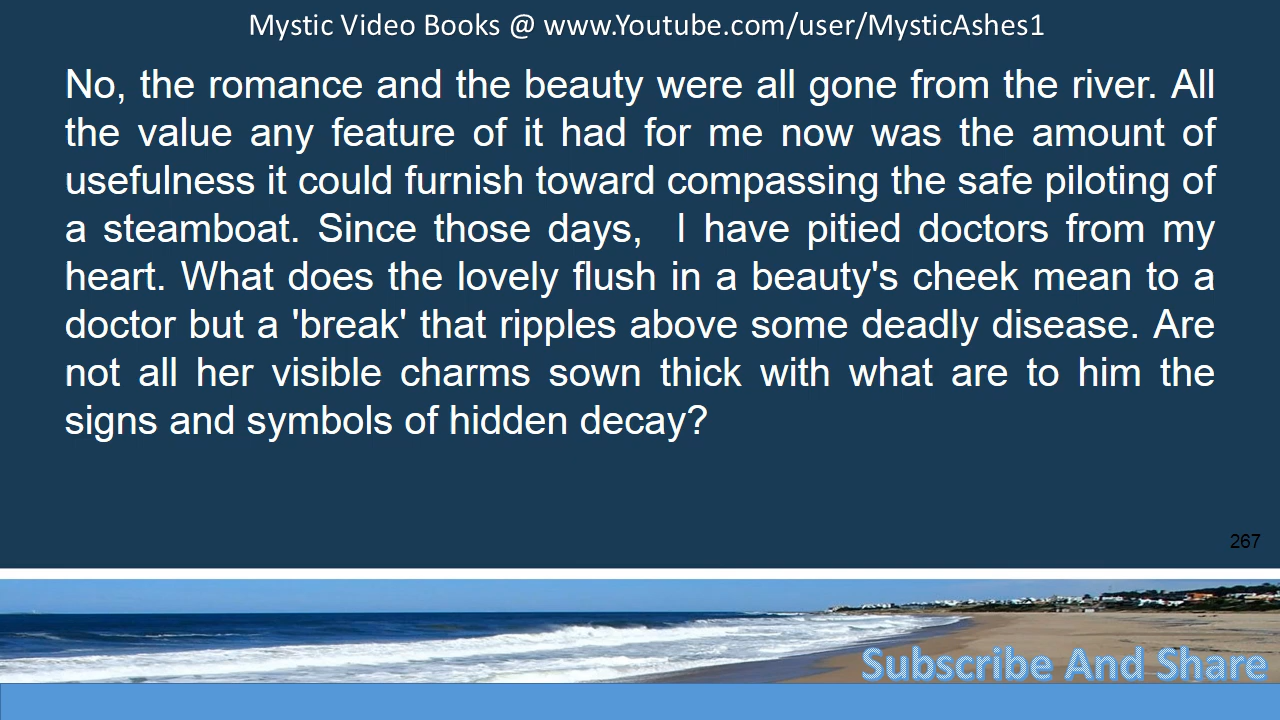 Mystic Video Books @ www.Youtube.com/user/MysticAshes1
No, the romance and the beauty were all gone from the river. All
the value any feature of it had for me now was the amount of
usefulness it could furnish toward compassing the safe piloting of
a steamboat. Since those days,  I have pitied doctors from my
heart. What does the lovely flush in a beauty's cheek mean to a
doctor but a 'break' that ripples above some deadly disease. Are
not all her visible charms sown thick with what are to him the
signs and symbols of hidden decay?
267
Subscribe And Share